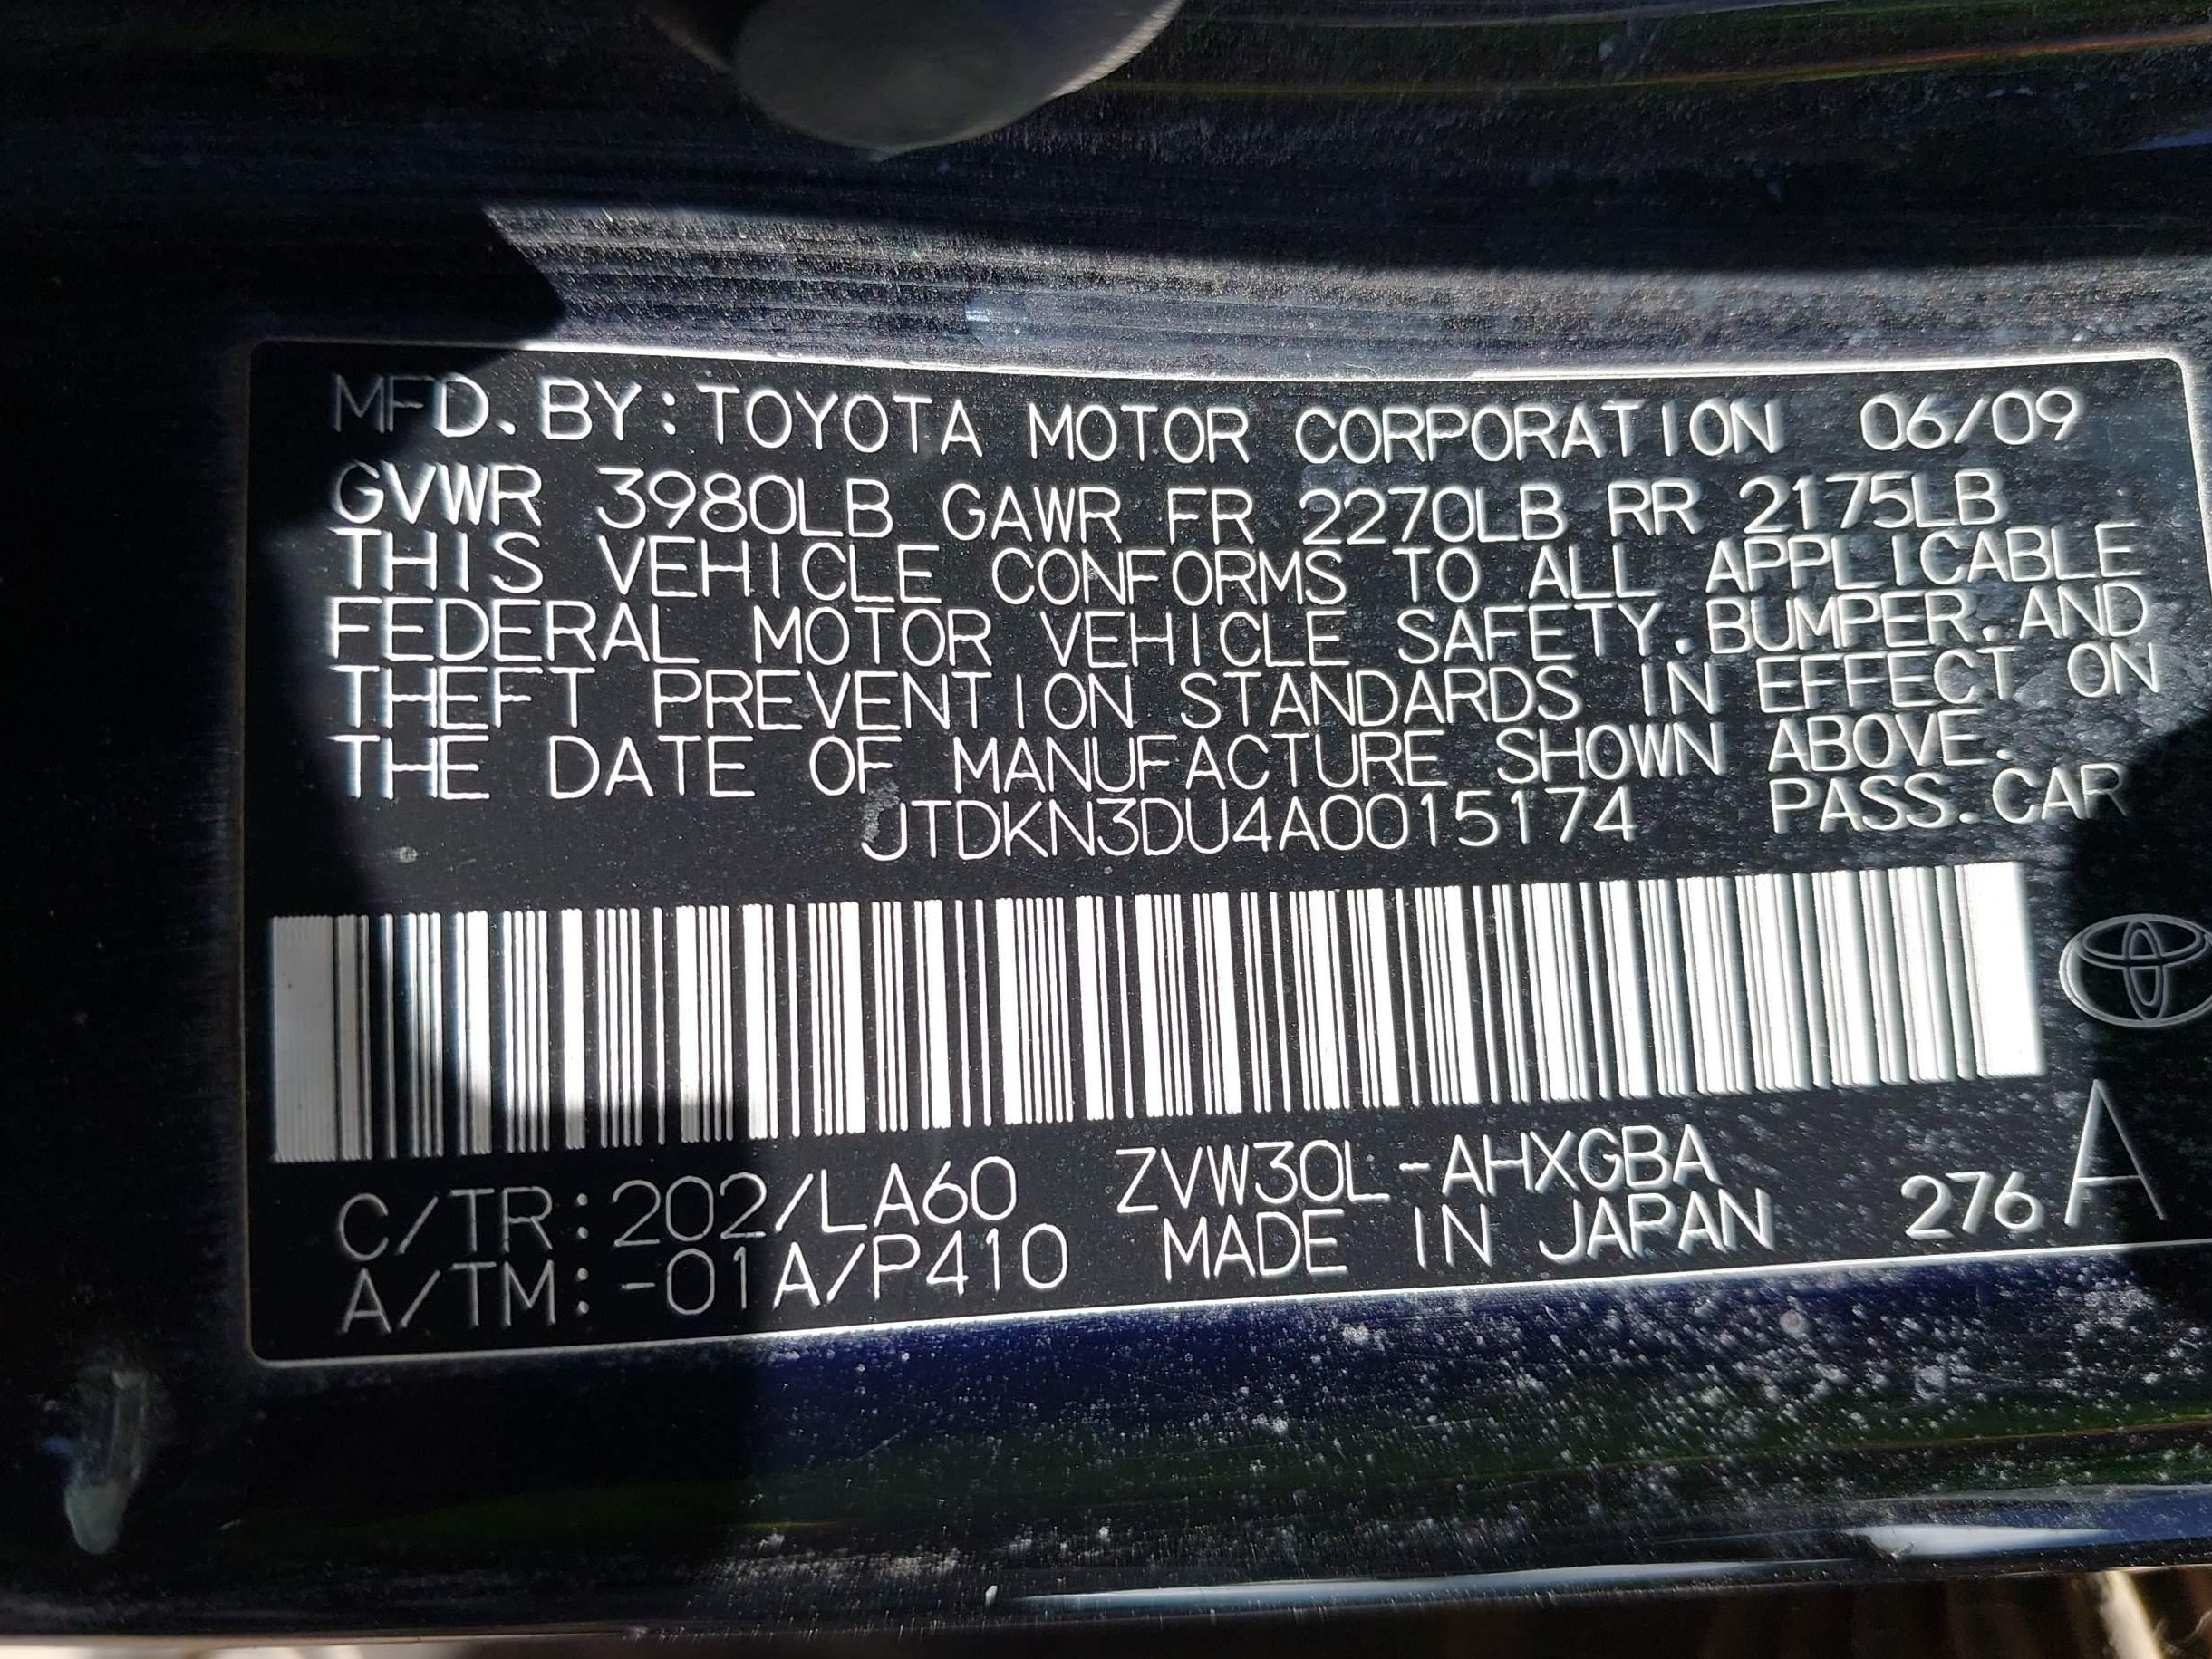 MFD. BY: TOYOTA MOTOR CORPORATION 06/09
GVWR 3980LB GAWR FR 2270LB RR 2175LB
THIS VEHICLE CONFORMS TO ALL APPLICABLE
FEDERAL MOTOR VEHICLE SAFETY, BUMPER, AND
THEFT PREVENTION STANDARDS IN EFFECT ON
THE DATE OF MANUFACTURE SHOWN ABOVE.
JTDKN3DU4A0015174 PASS. CAR
C/TR: 202/LA60 ZVW30L-AHXGBA
A/TM: -01A/P410 MADE IN JAPAN 276 A